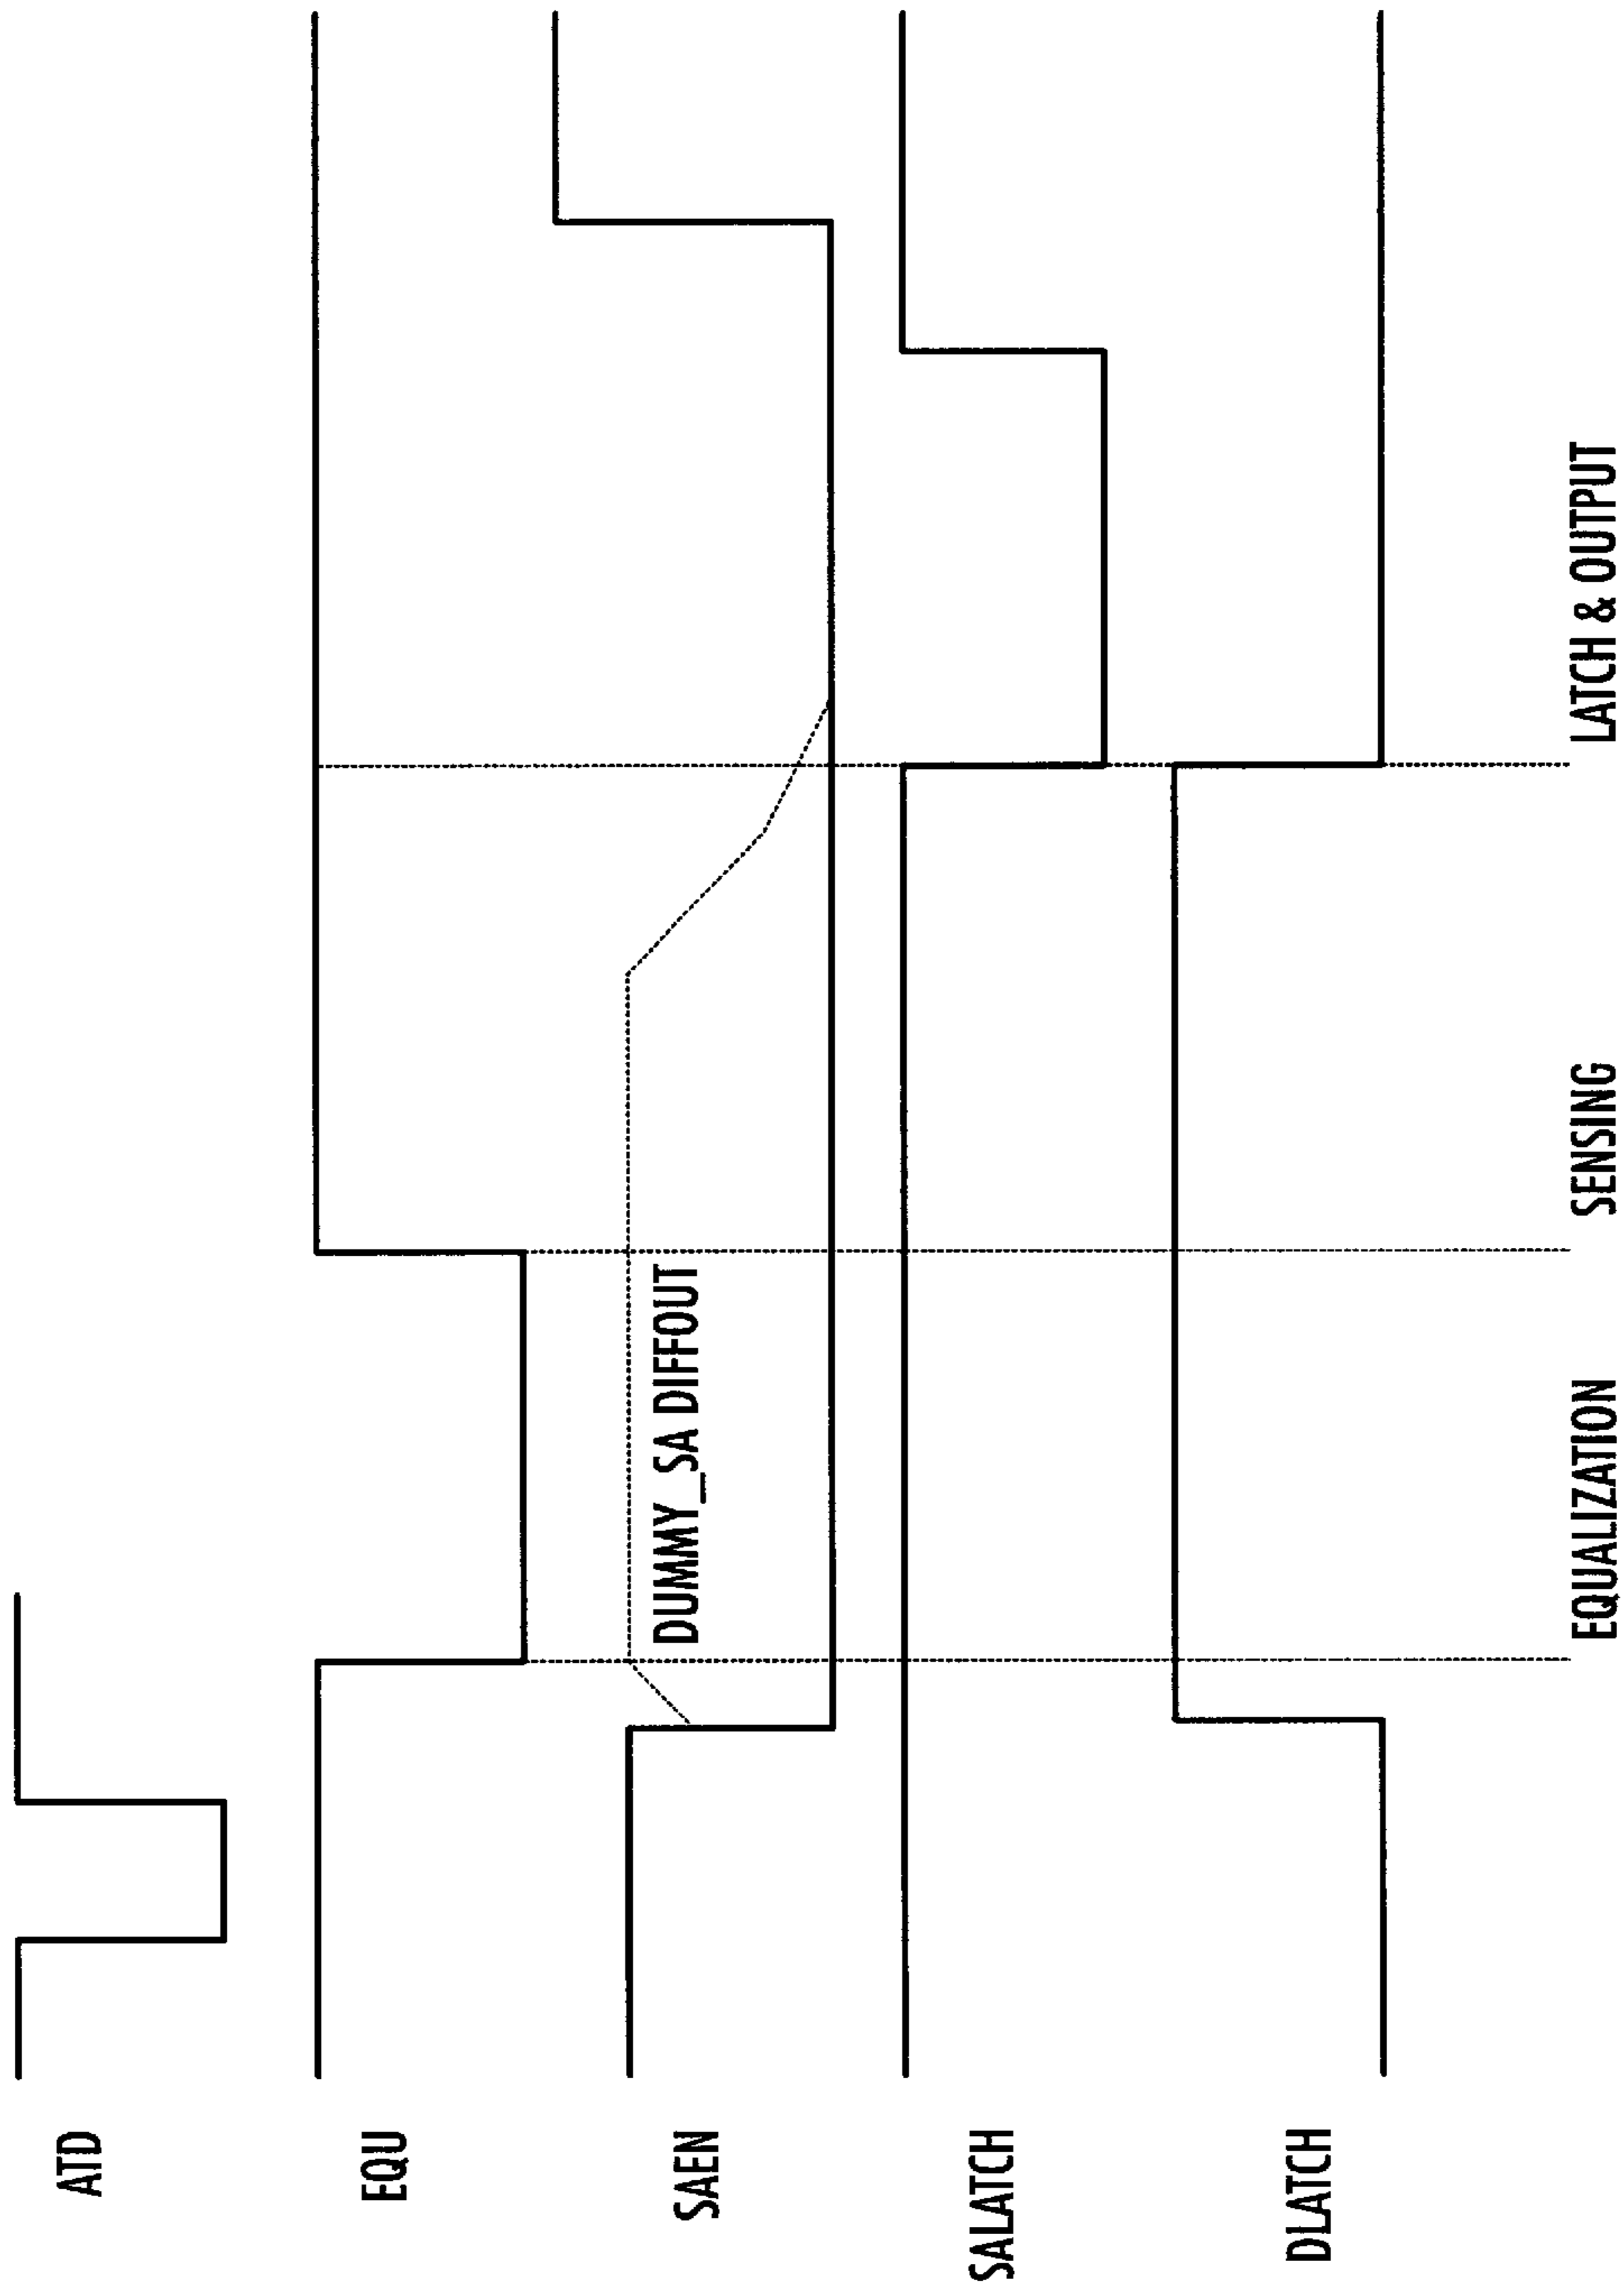 ATD
EQU
SAEN
DUMMY_SA DIFFOUT
SALATCH
DLATCH
EQUALIZATION
SENSING
LATCH & OUTPUT